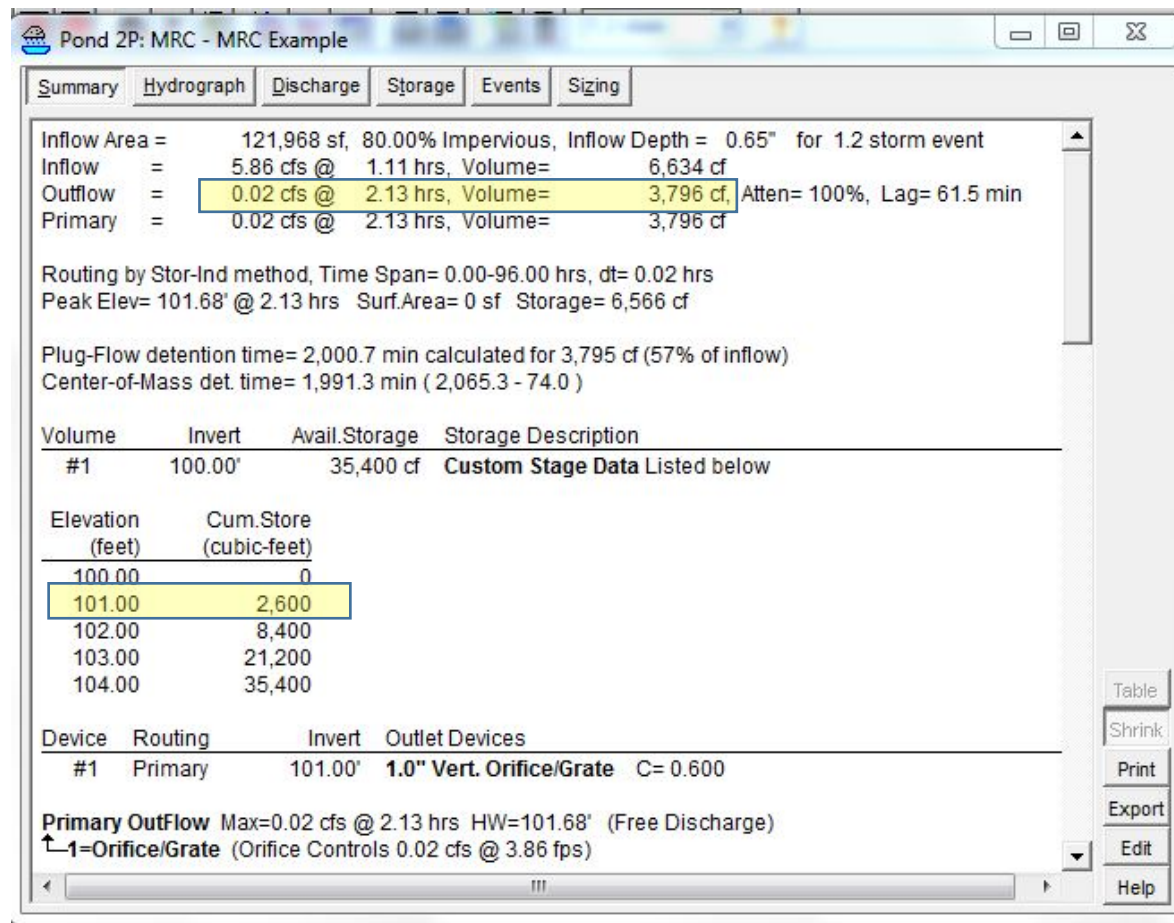 Pond 2P: MRC - MRC Example
Summary Hydrograph Discharge Storage Events Sizing
Inflow Area = 121,968 sf, 80.00% Impervious, Inflow Depth = 0.65" for 1.2 storm event
Inflow = 5.86 cfs @ 1.11 hrs, Volume= 6,634 cf
Outflow = 0.02 cfs @ 2.13 hrs, Volume= 3,796 cf, Atten= 100%, Lag= 61.5 min
Primary = 0.02 cfs @ 2.13 hrs, Volume= 3,796 cf
Routing by Stor-Ind method, Time Span= 0.00-96.00 hrs, dt= 0.02 hrs
Peak Elev= 101.68' @ 2.13 hrs Surf.Area= 0 sf Storage= 6,566 cf
Plug-Flow detention time= 2,000.7 min calculated for 3,795 cf (57% of inflow)
Center-of-Mass det. time= 1,991.3 min ( 2,065.3 - 74.0 )
Volume Invert Avail.Storage Storage Description
#1 100.00' 35,400 cf Custom Stage Data Listed below
Elevation Cum.Store
(feet) (cubic-feet)
100.00 0
101.00 2,600
102.00 8,400
103.00 21,200
104.00 35,400
Device Routing Invert Outlet Devices
#1 Primary 101.00' 1.0" Vert. Orifice/Grate C= 0.600
Primary OutFlow Max=0.02 cfs @ 2.13 hrs HW=101.68' (Free Discharge)
1=Orifice/Grate (Orifice Controls 0.02 cfs @ 3.86 fps)
Table
Shrink
Print
Export
Edit
Help